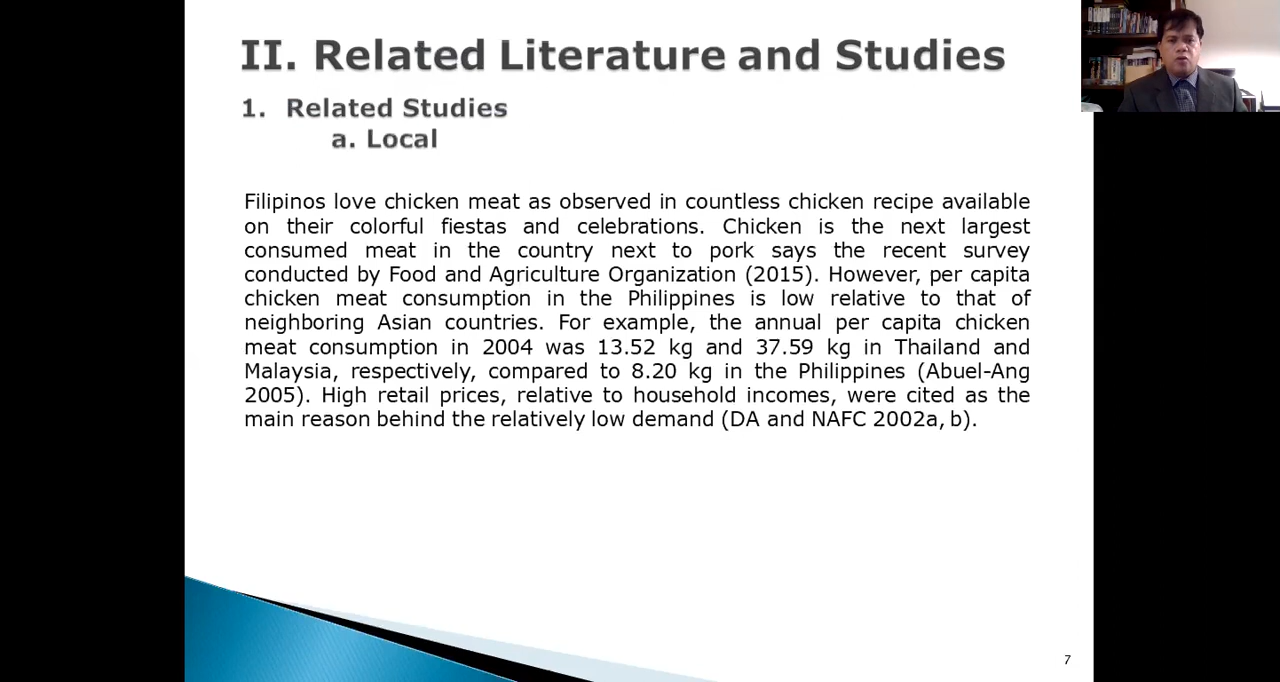 II. Related Literature and Studies
1. Related Studies
a. Local
Filipinos love chicken meat as observed in countless chicken recipe available
on their colorful fiestas and celebrations. Chicken is the next largest
consumed meat in the country next to pork says the recent survey
conducted by Food and Agriculture Organization (2015). However, per capita
chicken meat consumption in the Philippines is low relative to that of
neighboring Asian countries. For example, the annual per capita chicken
meat consumption in 2004 was 13.52 kg and 37.59 kg in Thailand and
Malaysia, respectively, compared to 8.20 kg in the Philippines (Abuel-Ang
2005). High retail prices, relative to household incomes, were cited as the
main reason behind the relatively low demand (DA and NAFC 2002a, b).
7